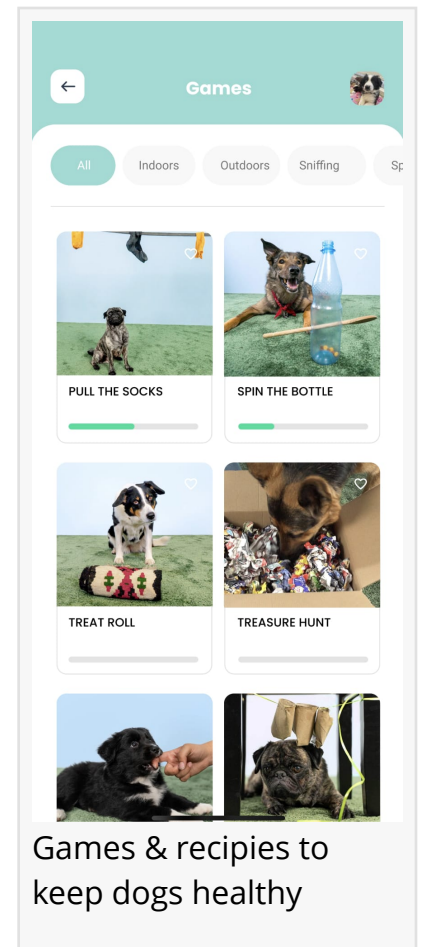 Games
All Indoors Outdoors Sniffing Sp
PULL THE SOCKS
SPIN THE BOTTLE
TREAT ROLL
TREASURE HUNT
Games & recipies to
keep dogs healthy